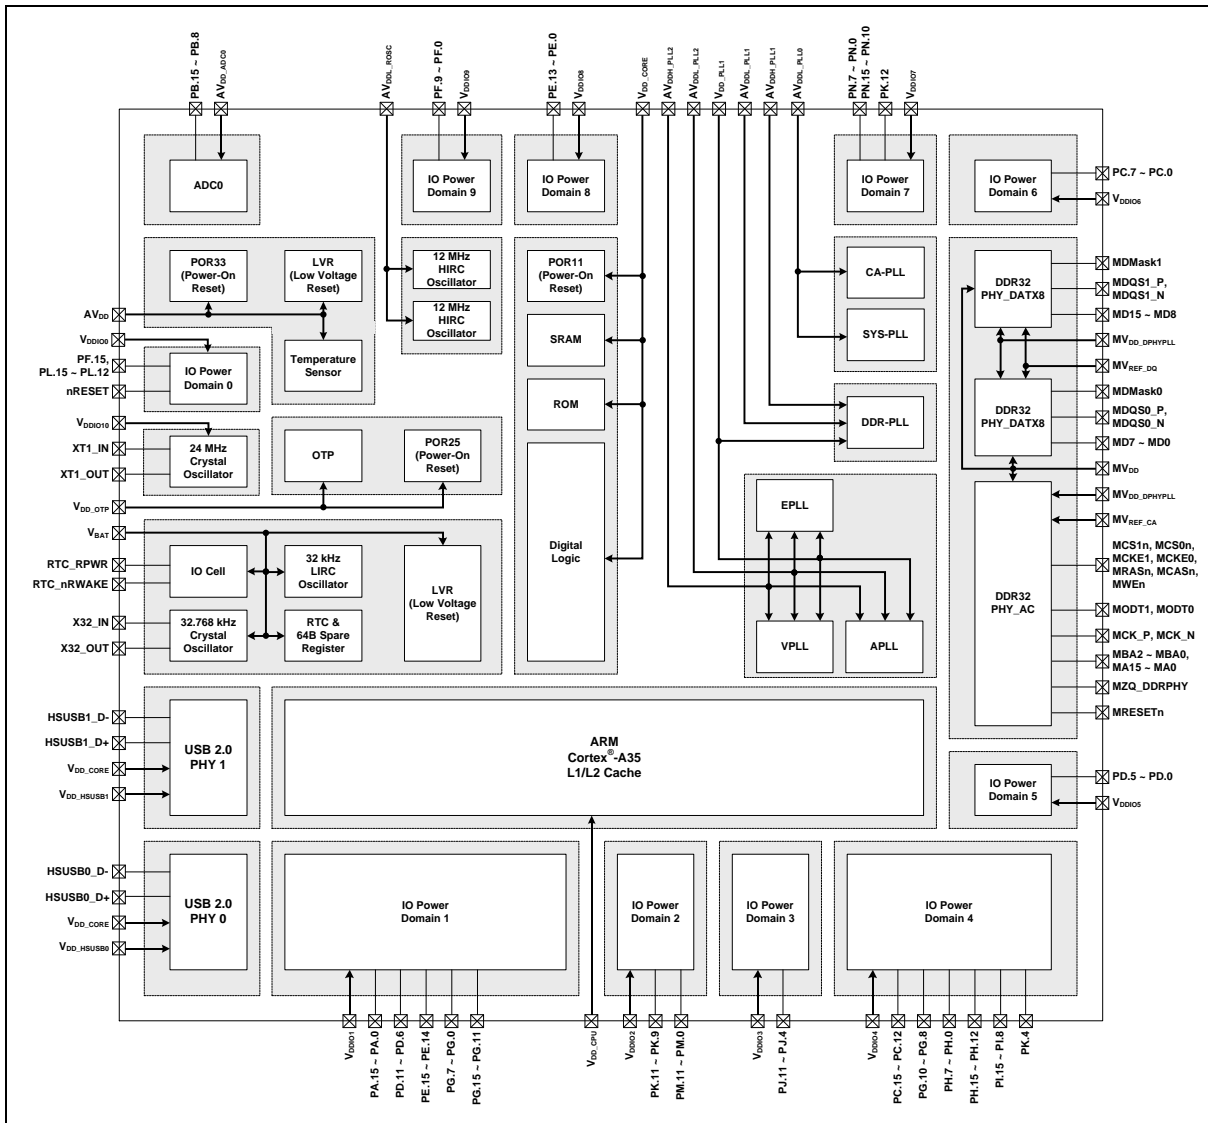 PB.15 ~ PB.8
AVDD_ADC0
AVDDL_ROSC
PF.9 ~ PF.0
VDDIO9
PE.13 ~ PE.0
VDDIO8
VDD_CORE
AVDDH_PLL2
AVDDL_PLL2
VDD_PLL1
AVDDL_PLL1
AVDDH_PLL1
AVDDL_PLL0
PN.7 ~ PN.0
PN.15 ~ PN.10
PK.12
VDDIO7
ADC0
IO Power
Domain 9
IO Power
Domain 8
IO Power
Domain 7
IO Power
Domain 6
PC.7 ~ PC.0
VDDIO6
POR33
(Power-On
Reset)
LVR
(Low Voltage
Reset)
12 MHz
HIRC
Oscillator
12 MHz
HIRC
Oscillator
POR11
(Power-On
Reset)
CA-PLL
SYS-PLL
DDR32
PHY_DATX8
MDMask1
MDQS1_P,
MDQS1_N
MD15 ~ MD8
MVDD_DPHYPLL
MVREF_DQ
AVDD
VDDIO0
PF.15,
PL.15 ~ PL.12
nRESET
IO Power
Domain 0
Temperature
Sensor
SRAM
ROM
DDR-PLL
DDR32
PHY_DATX8
MDMask0
MDQS0_P,
MDQS0_N
MD7 ~ MD0
MVDD
VDDIO10
XT1_IN
XT1_OUT
24 MHz
Crystal
Oscillator
OTP
POR25
(Power-On
Reset)
VDD_OTP
VBAT
RTC_RPWR
RTC_nRWAKE
X32_IN
X32_OUT
IO Cell
32 kHz
LIRC
Oscillator
32.768 kHz
Crystal
Oscillator
RTC &
64B Spare
Register
LVR
(Low Voltage
Reset)
Digital
Logic
EPLL
VPLL
APLL
DDR32
PHY_AC
MVDD_DPHYPLL
MVREF_CA
MCS1n, MCS0n,
MCKE1, MCKE0,
MRASn, MCASn,
MWEn
MODT1, MODT0
MCK_P, MCK_N
MBA2 ~ MBA0,
MA15 ~ MA0
MZQ_DDRPHY
MRESETn
HSUSB1_D-
HSUSB1_D+
VDD_CORE
VDD_HSUSB1
USB 2.0
PHY 1
ARM
Cortex®-A35
L1/L2 Cache
IO Power
Domain 5
PD.5 ~ PD.0
VDDIO5
HSUSB0_D-
HSUSB0_D+
VDD_CORE
VDD_HSUSB0
USB 2.0
PHY 0
IO Power
Domain 1
IO Power
Domain 2
IO Power
Domain 3
IO Power
Domain 4
VDDIO1
PA.15 ~ PA.0
PD.11 ~ PD.6
PE.15 ~ PE.14
PG.7 ~ PG.0
PG.15 ~ PG.11
VDD_CPU
VDDIO2
PK.11 ~ PK.9
PM.11 ~ PM.0
VDDIO3
PJ.11 ~ PJ.4
VDDIO4
PC.15 ~ PC.12
PG.10 ~ PG.8
PH.7 ~ PH.0
PH.15 ~ PH.12
PI.15 ~ PI.8
PK.4